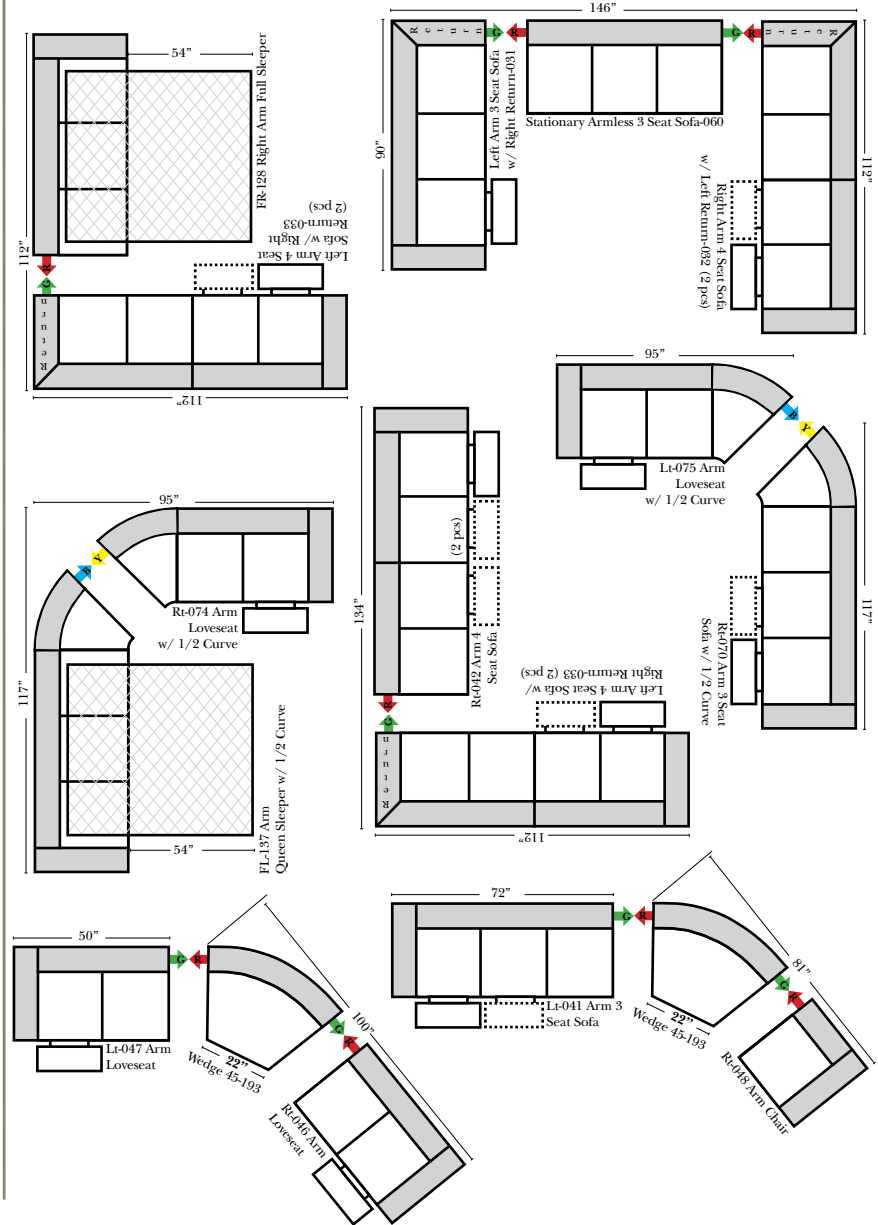 54”
FR-128 Right Arm Full Sleeper
112”
R
G
Return
Left Arm 4 Seat
Sofa w/ Right
Return-033
(2 pcs)
112”
146”
Return
G
R
Left Arm 3 Seat Sofa
w/ Right Return-031
90”
Stationary Armless 3 Seat Sofa-060
G
R
Return
112”
Right Arm 4 Seat Sofa
w/ Left Return-032 (2 pcs)
95”
B
Y
Lt-075 Arm
Loveseat
w/ 1/2 Curve
117”
Rt-070 Arm 3 Seat
Sofa w/ 1/2 Curve
95”
B
Y
Rt-074 Arm
Loveseat
w/ 1/2 Curve
117”
54”
FL-137 Arm
Queen Sleeper w/ 1/2 Curve
134”
(2 pcs)
Rt-042 Arm 4
Seat Sofa
R
G
Return
Left Arm 4 Seat Sofa w/
Right Return-033 (2 pcs)
112”
50”
G
R
Lt-047 Arm
Loveseat
22”
Wedge 45-193
G
R
100”
Rt-046 Arm
Loveseat
72”
G
R
Lt-041 Arm 3
Seat Sofa
22”
Wedge 45-193
G
R
81”
Rt-048 Arm Chair